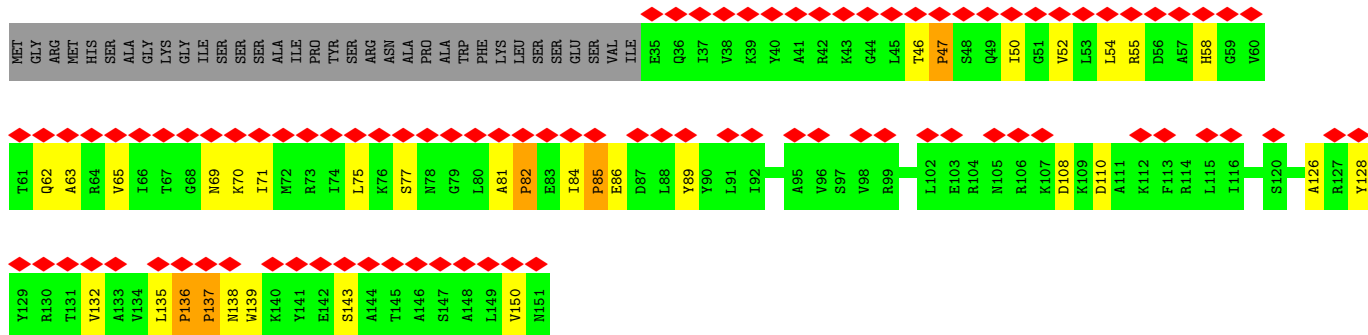 MET GLY ARG MET HIS SER ALA GLY LYS GLY ILE SER SER SER ALA ILE PRO TYR SER ARG ASN ALA PRO ALA TRP PHE LYS LEU SER SER GLU SER VAL ILE E35 Q36 I37 V38 K39 Y40 A41 R42 K43 G44 L45 T46 P47 S48 Q49 I50 G51 V52 L53 L54 R55 D56 A57 H58 G59 V60
T61 Q62 A63 R64 V65 I66 T67 G68 N69 K70 I71 M72 R73 I74 L75 K76 S77 N78 G79 L80 A81 P82 E83 I84 P85 E86 D87 L88 Y89 Y90 L91 I92 A95 V96 S97 V98 R99 L102 E103 R104 N105 R106 K107 D108 K109 D110 A111 K112 F113 R114 L115 I116 S120 A126 R127 Y128
Y129 R130 T131 V132 A133 V134 L135 P136 P137 N138 W139 K140 Y141 E142 S143 A144 T145 A146 S147 A148 L149 V150 N151